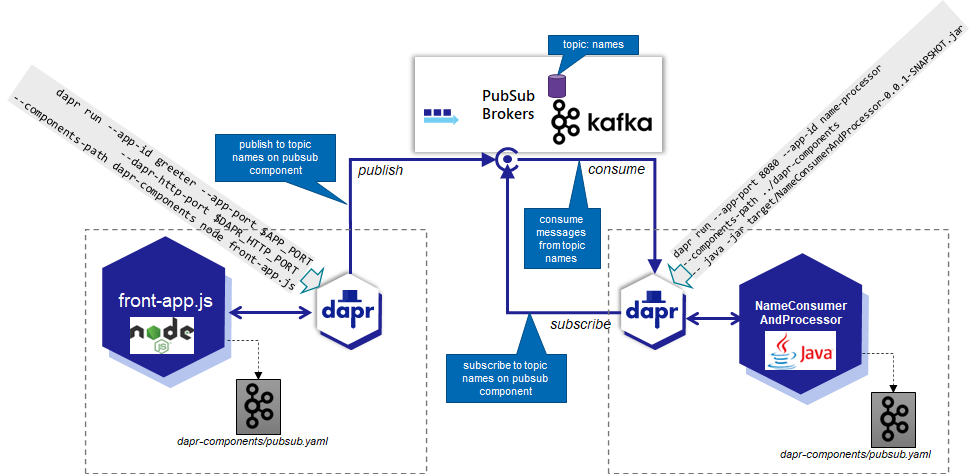 topic: names
PubSub
Brokers
kafka
dapr run --app-id greeter --app-port $APP_PORT
--dapr-http-port $DAPR_HTTP_PORT
--components-path dapr-components node front-app.js
publish to topic
names on pubsub
component
publish
consume
consume
messages
from topic
names
dapr run --app-port 8080 --app-id name-processor
--components-path ../dapr-components
-- java -jar target/NameConsumerAndProcessor-0.0.1-SNAPSHOT.jar
front-app.js
node
JS
dapr
subscribe
subscribe to topic
names on pubsub
component
dapr
NameConsumer
AndProcessor
Java
dapr-components/pubsub.yaml
dapr-components/pubsub.yaml